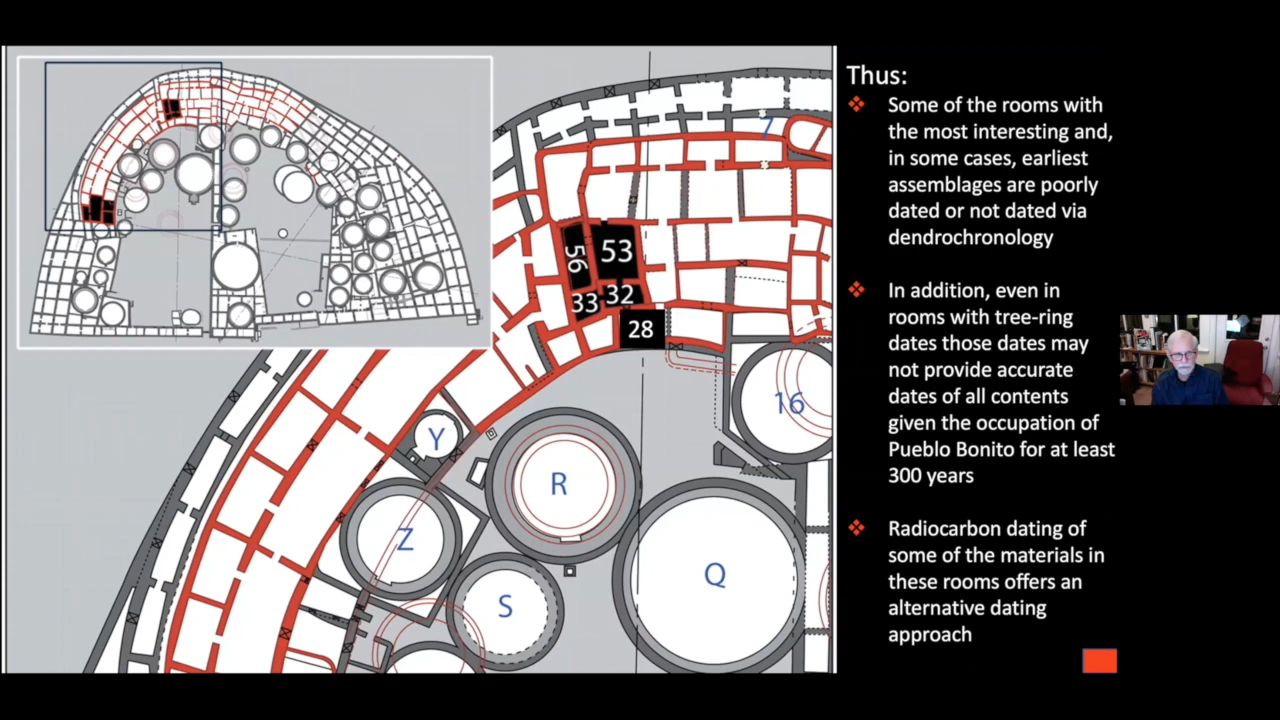 7
56
53
33
32
28
16
Y
R
Z
Q
S
Thus:
❖ Some of the rooms with
the most interesting and,
in some cases, earliest
assemblages are poorly
dated or not dated via
dendrochronology
❖ In addition, even in
rooms with tree-ring
dates those dates may
not provide accurate
dates of all contents
given the occupation of
Pueblo Bonito for at least
300 years
❖ Radiocarbon dating of
some of the materials in
these rooms offers an
alternative dating
approach